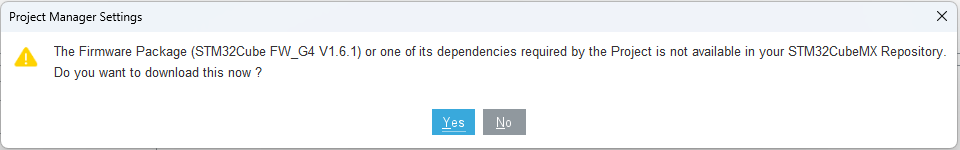 Project Manager Settings
The Firmware Package (STM32Cube FW_G4 V1.6.1) or one of its dependencies required by the Project is not available in your STM32CubeMX Repository.
Do you want to download this now ?
Yes
No